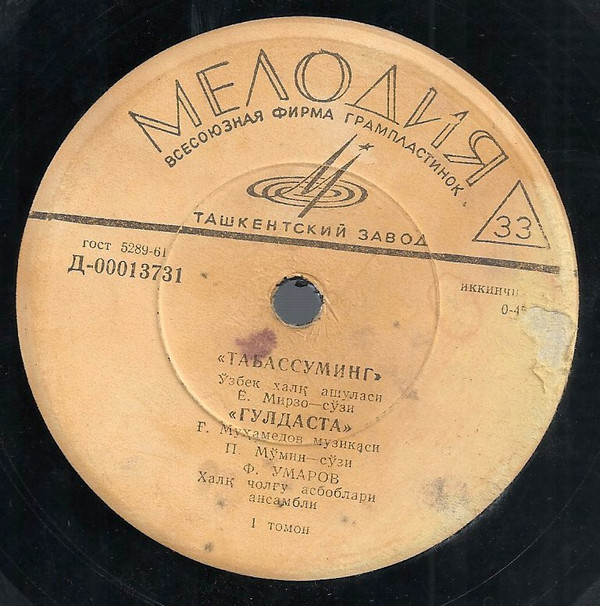 МЕЛОДИЯ
ВСЕСОЮЗНАЯ ФИРМА ГРАМПЛАСТИНОК
ТАШКЕНТСКИЙ ЗАВОД
33
гост 5289-61
Д-00013731
«ТАБАССУМИНГ»
Ўзбек халқ ашуласи
Ё. Мирзо—сўзи
«ГУЛДАСТА»
Ғ. Мухамедов музикаси
П. Мўмин—сўзи
Ф. УМАРОВ
Халқ чолғу асбоблари
ансамбли
1 томон